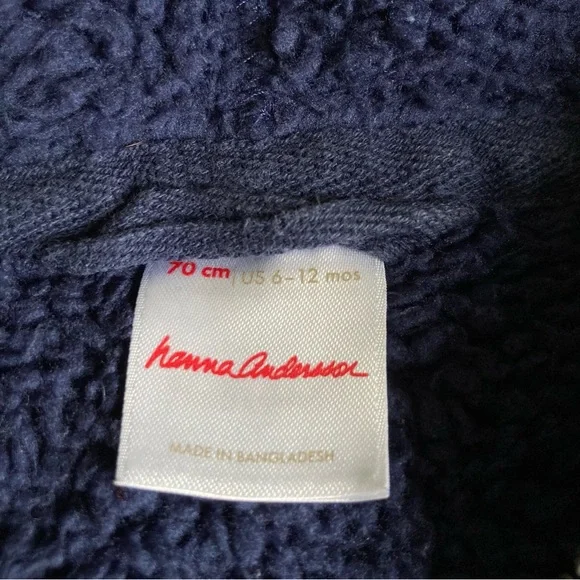 70 cm | US 6-12 mos
hanna andersson
MADE IN BANGLADESH